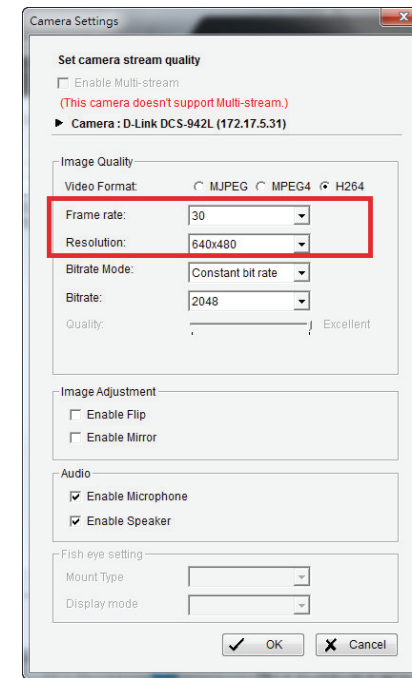 Camera Settings
Set camera stream quality
Enable Multi-stream
(This camera doesn't support Multi-stream.)
Camera : D-Link DCS-942L (172.17.5.31)
Image Quality
Video Format: MJPEG MPEG4 H264
Frame rate: 30
Resolution: 640x480
Bitrate Mode: Constant bit rate
Bitrate: 2048
Quality: Excellent
Image Adjustment
Enable Flip
Enable Mirror
Audio
Enable Microphone
Enable Speaker
Fish eye setting
Mount Type
Display mode
OK Cancel